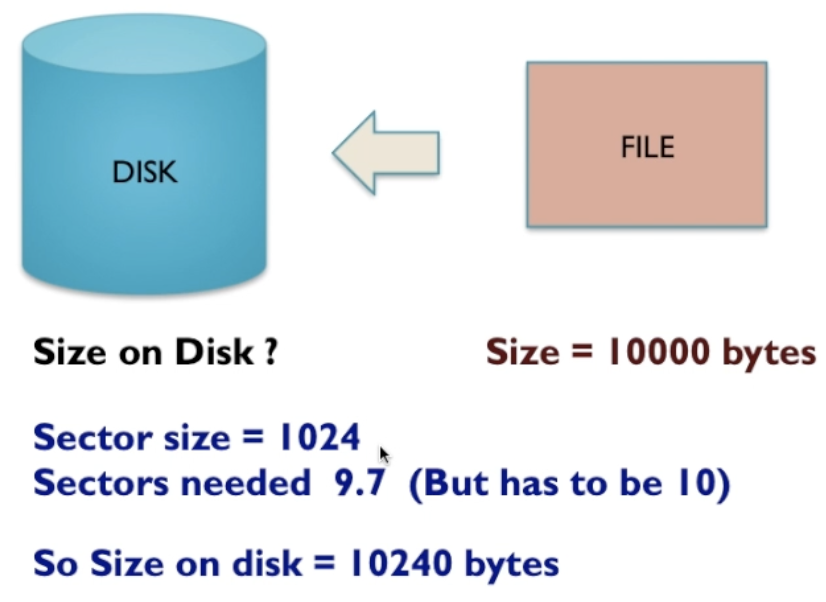 DISK
FILE
Size on Disk ?
Size = 10000 bytes
Sector size = 1024
Sectors needed 9.7 (But has to be 10)
So Size on disk = 10240 bytes